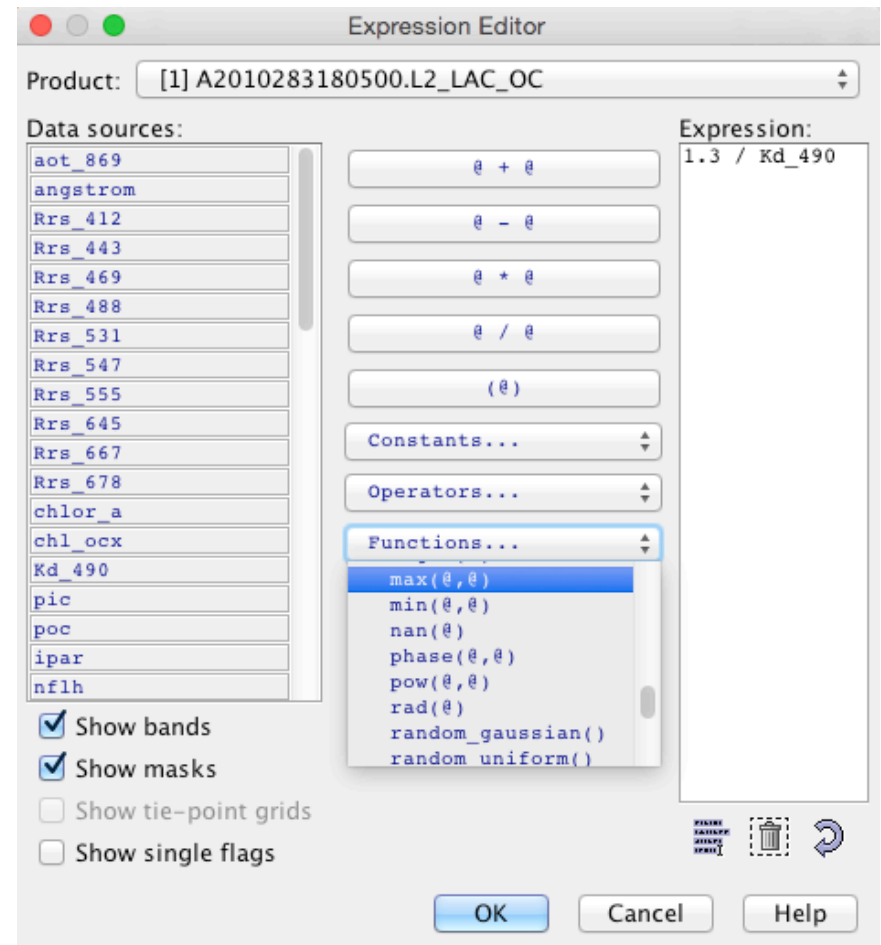 Expression Editor
Product: [1] A2010283180500.L2_LAC_OC
Data sources:
aot_869
angstrom
Rrs_412
Rrs_443
Rrs_469
Rrs_488
Rrs_531
Rrs_547
Rrs_555
Rrs_645
Rrs_667
Rrs_678
chlor_a
chl_ocx
Kd_490
pic
poc
ipar
nflh
Show bands
Show masks
Show tie-point grids
Show single flags
@ + @
@ - @
@ * @
@ / @
(@)
Constants...
Operators...
Functions...
max(@,@)
min(@,@)
nan(@)
phase(@,@)
pow(@,@)
rad(@)
random_gaussian()
random_uniform()
Expression:
1.3 / Kd_490
OK Cancel Help